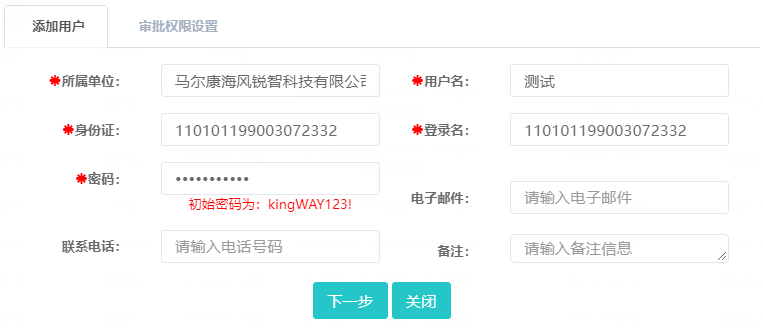 添加用户 审批权限设置
*所属单位： 马尔康海风锐智科技有限公司 *用户名： 测试
*身份证： 110101199003072332 *登录名： 110101199003072332
*密码： •••••••••••
初始密码为：kingWAY123!
电子邮件： 请输入电子邮件
联系电话： 请输入电话号码 备注： 请输入备注信息
下一步 关闭